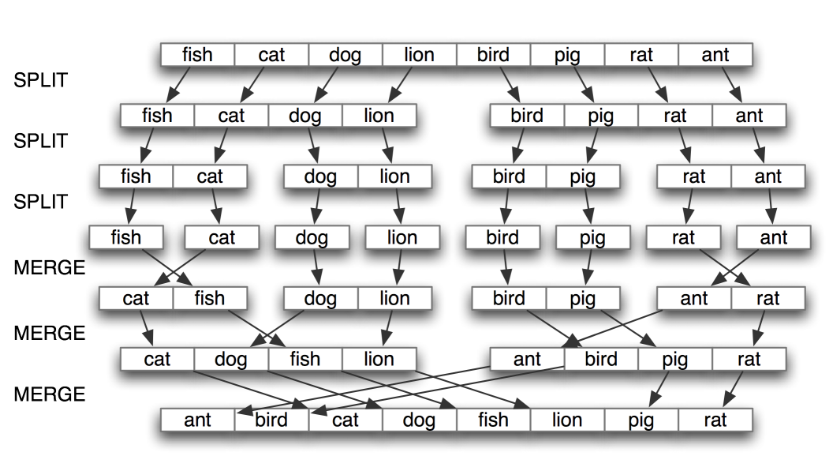 fish cat dog lion bird pig rat ant
SPLIT
fish cat dog lion bird pig rat ant
SPLIT
fish cat dog lion bird pig rat ant
SPLIT
fish cat dog lion bird pig rat ant
MERGE
cat fish dog lion bird pig ant rat
MERGE
cat dog fish lion ant bird pig rat
MERGE
ant bird cat dog fish lion pig rat